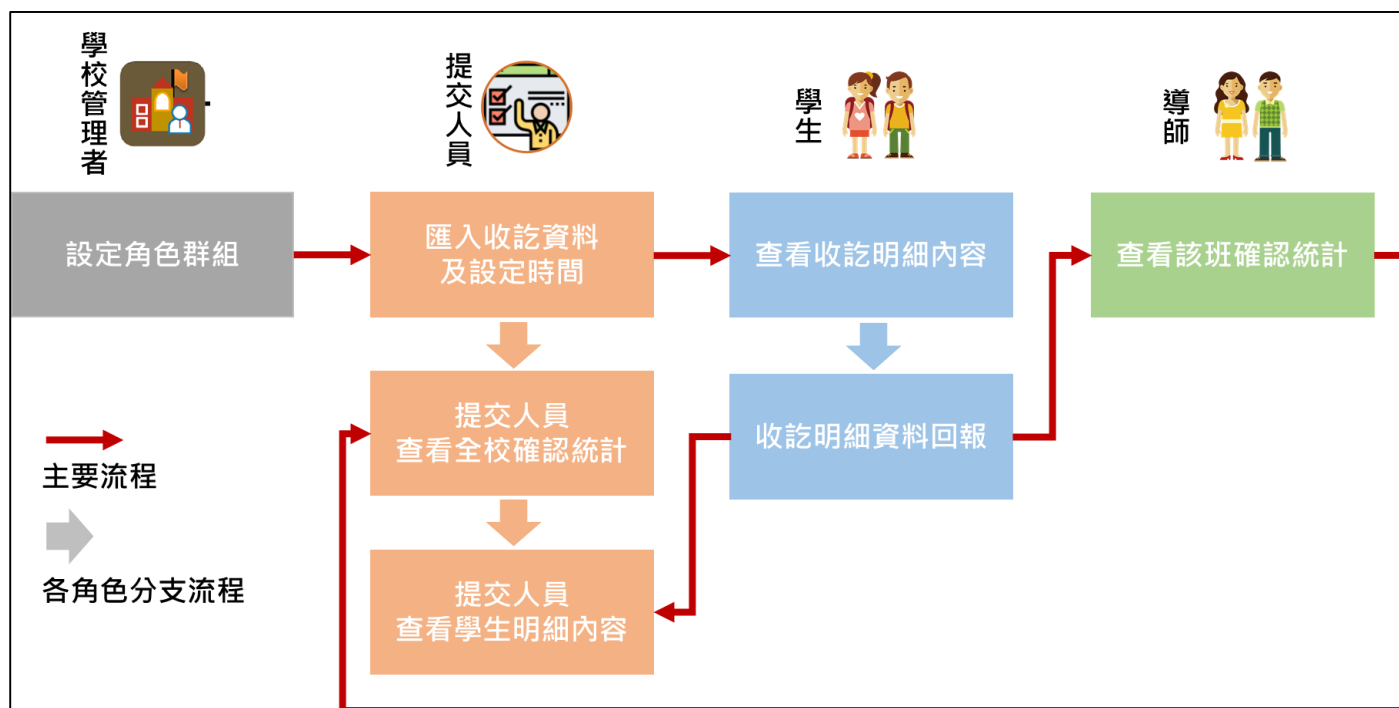 學校管理者
提交人員
學生
導師
設定角色群組
匯入收訖資料
及設定時間
查看收訖明細內容
查看該班確認統計
提交人員
查看全校確認統計
收訖明細資料回報
主要流程
提交人員
查看學生明細內容
各角色分支流程